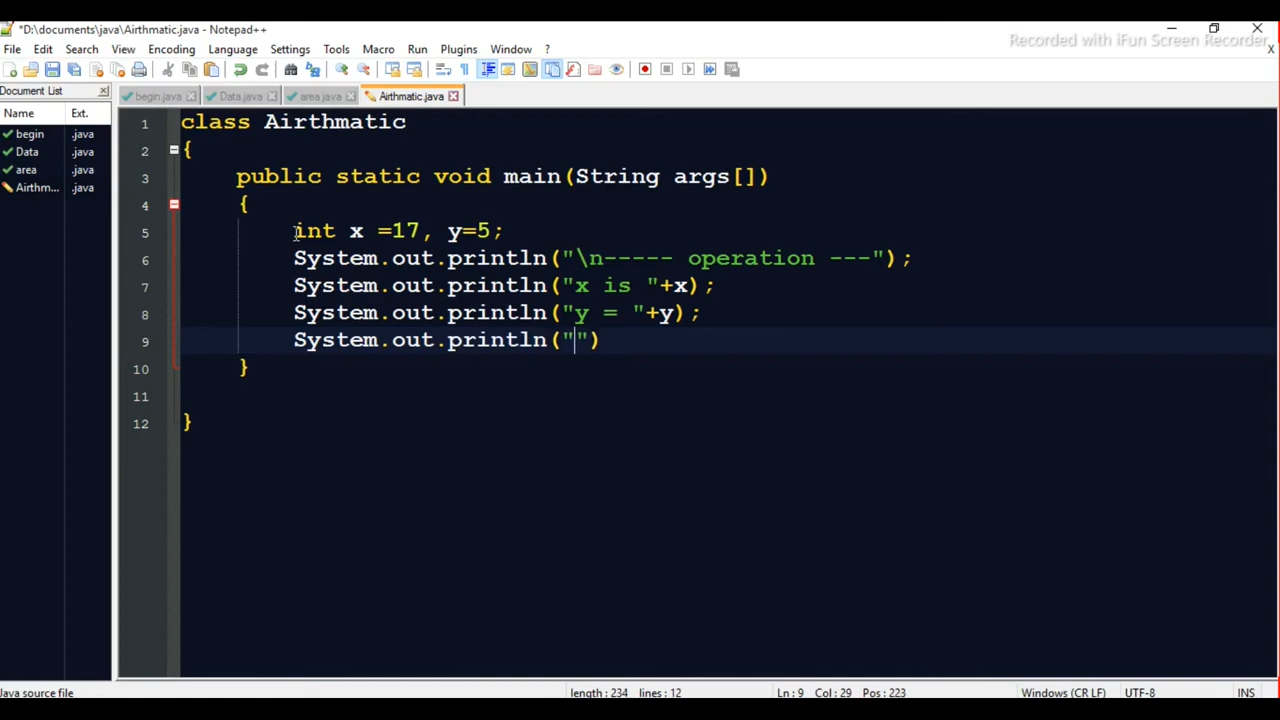 *D:\documents\java\Airthmatic.java - Notepad++
Recorded with iFun Screen Recorder
File Edit Search View Encoding Language Settings Tools Macro Run Plugins Window ?
X
Document List
begin.java Data.java area.java Airthmatic.java
Name Ext.
begin .java
Data .java
area .java
Airthm... .java
1 class Airthmatic
2 {
3 public static void main(String args[])
4 {
5 int x =17, y=5;
6 System.out.println("\n----- operation ---");
7 System.out.println("x is "+x);
8 System.out.println("y = "+y);
9 System.out.println("")
10 }
11
12 }
Java source file length : 234 lines : 12 Ln : 9 Col : 29 Pos : 223 Windows (CR LF) UTF-8 INS